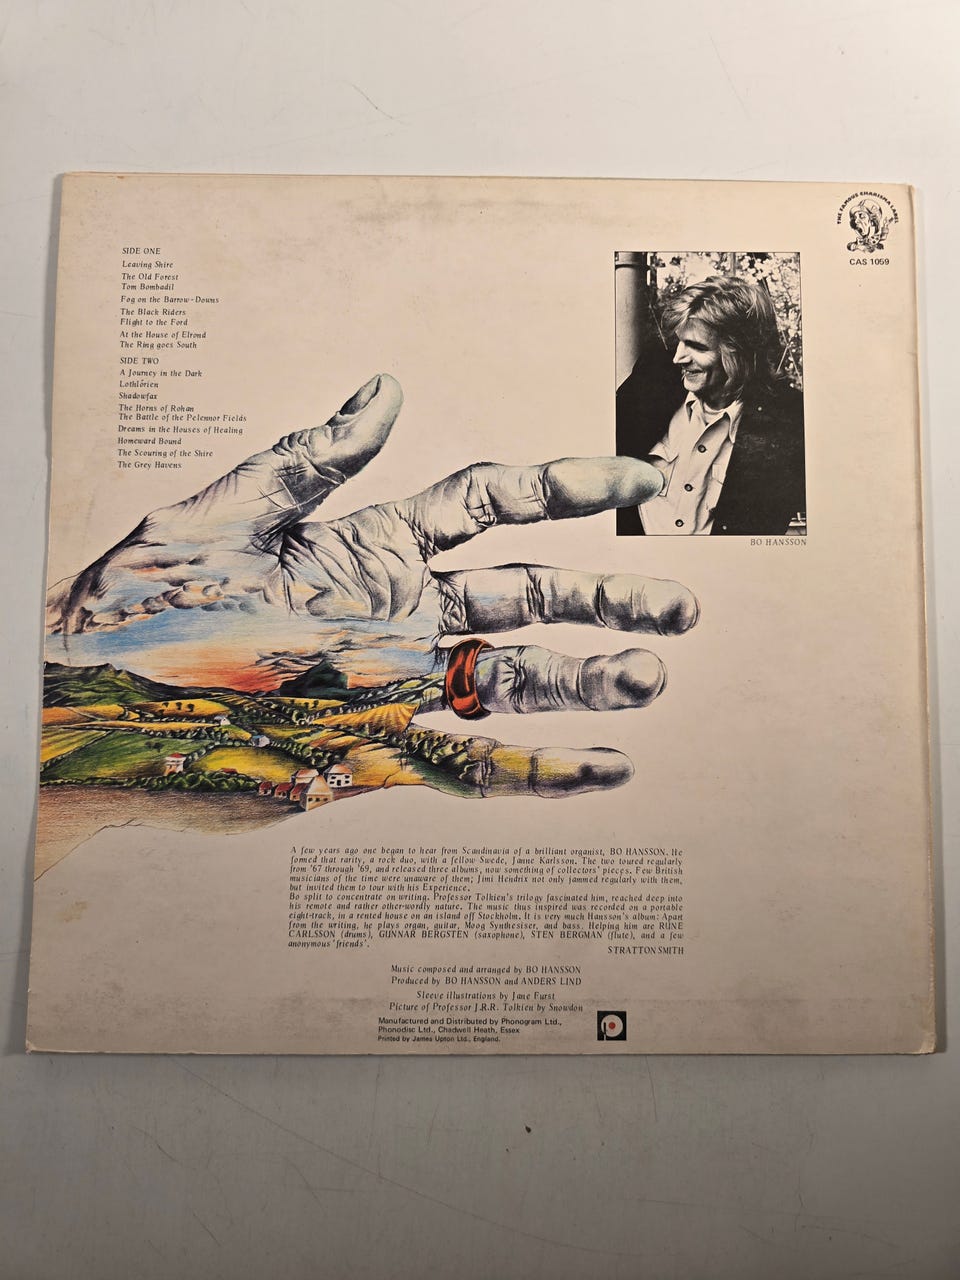 THE FAMOUS CHARISMA LABEL
CAS 1059
SIDE ONE
Leaving Shire
The Old Forest
Tom Bombadil
Fog on the Barrow-Downs
The Black Riders
Flight to the Ford
At the House of Elrond
The Ring goes South
SIDE TWO
A Journey in the Dark
Lothlórien
Shadowfax
The Horns of Rohan
The Battle of the Pelennor Fields
Dreams in the Houses of Healing
Homeward Bound
The Scouring of the Shire
The Grey Havens
BO HANSSON
A few years ago one began to hear from Scandinavia of a brilliant organist, BO HANSSON. He
formed that rarity, a rock duo, with a fellow Swede, Janne Karlsson. The two toured regularly
from '67 through '69, and released three albums, now something of collectors' pieces. Few British
musicians of the time were unaware of them; Jimi Hendrix not only jammed regularly with them,
but invited them to tour with his Experience.
Bo split to concentrate on writing. Professor Tolkien's trilogy fascinated him, reached deep into
his remote and rather other-wordly nature. The music thus inspired was recorded on a portable
eight-track, in a rented house on an island off Stockholm. It is very much Hansson's album: Apart
from the writing, he plays organ, guitar, Moog Synthesiser, and bass. Helping him are RUNE
CARLSSON (drums), GUNNAR BERGSTEN (saxophone), STEN BERGMAN (flute), and a few
anonymous 'friends'.
STRATTON SMITH
Music composed and arranged by BO HANSSON
Produced by BO HANSSON and ANDERS LIND
Sleeve illustrations by Jane Furst
Picture of Professor J.R.R. Tolkien by Snowdon
Manufactured and Distributed by Phonogram Ltd.,
Phonodisc Ltd., Chadwell Heath, Essex
Printed by James Upton Ltd., England.